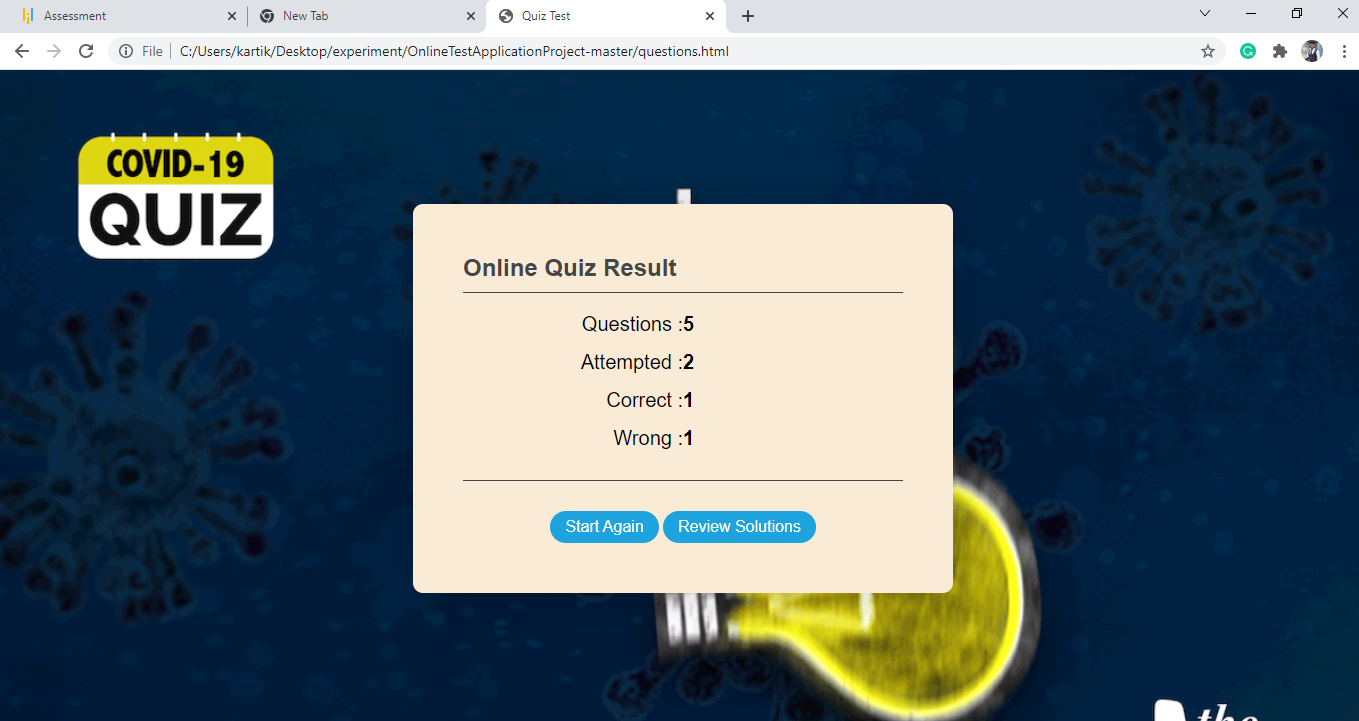 Assessment
New Tab
Quiz Test
File
C:/Users/kartik/Desktop/experiment/OnlineTestApplicationProject-master/questions.html
COVID-19
QUIZ
Online Quiz Result
Questions :5
Attempted :2
Correct :1
Wrong :1
Start Again Review Solutions
the